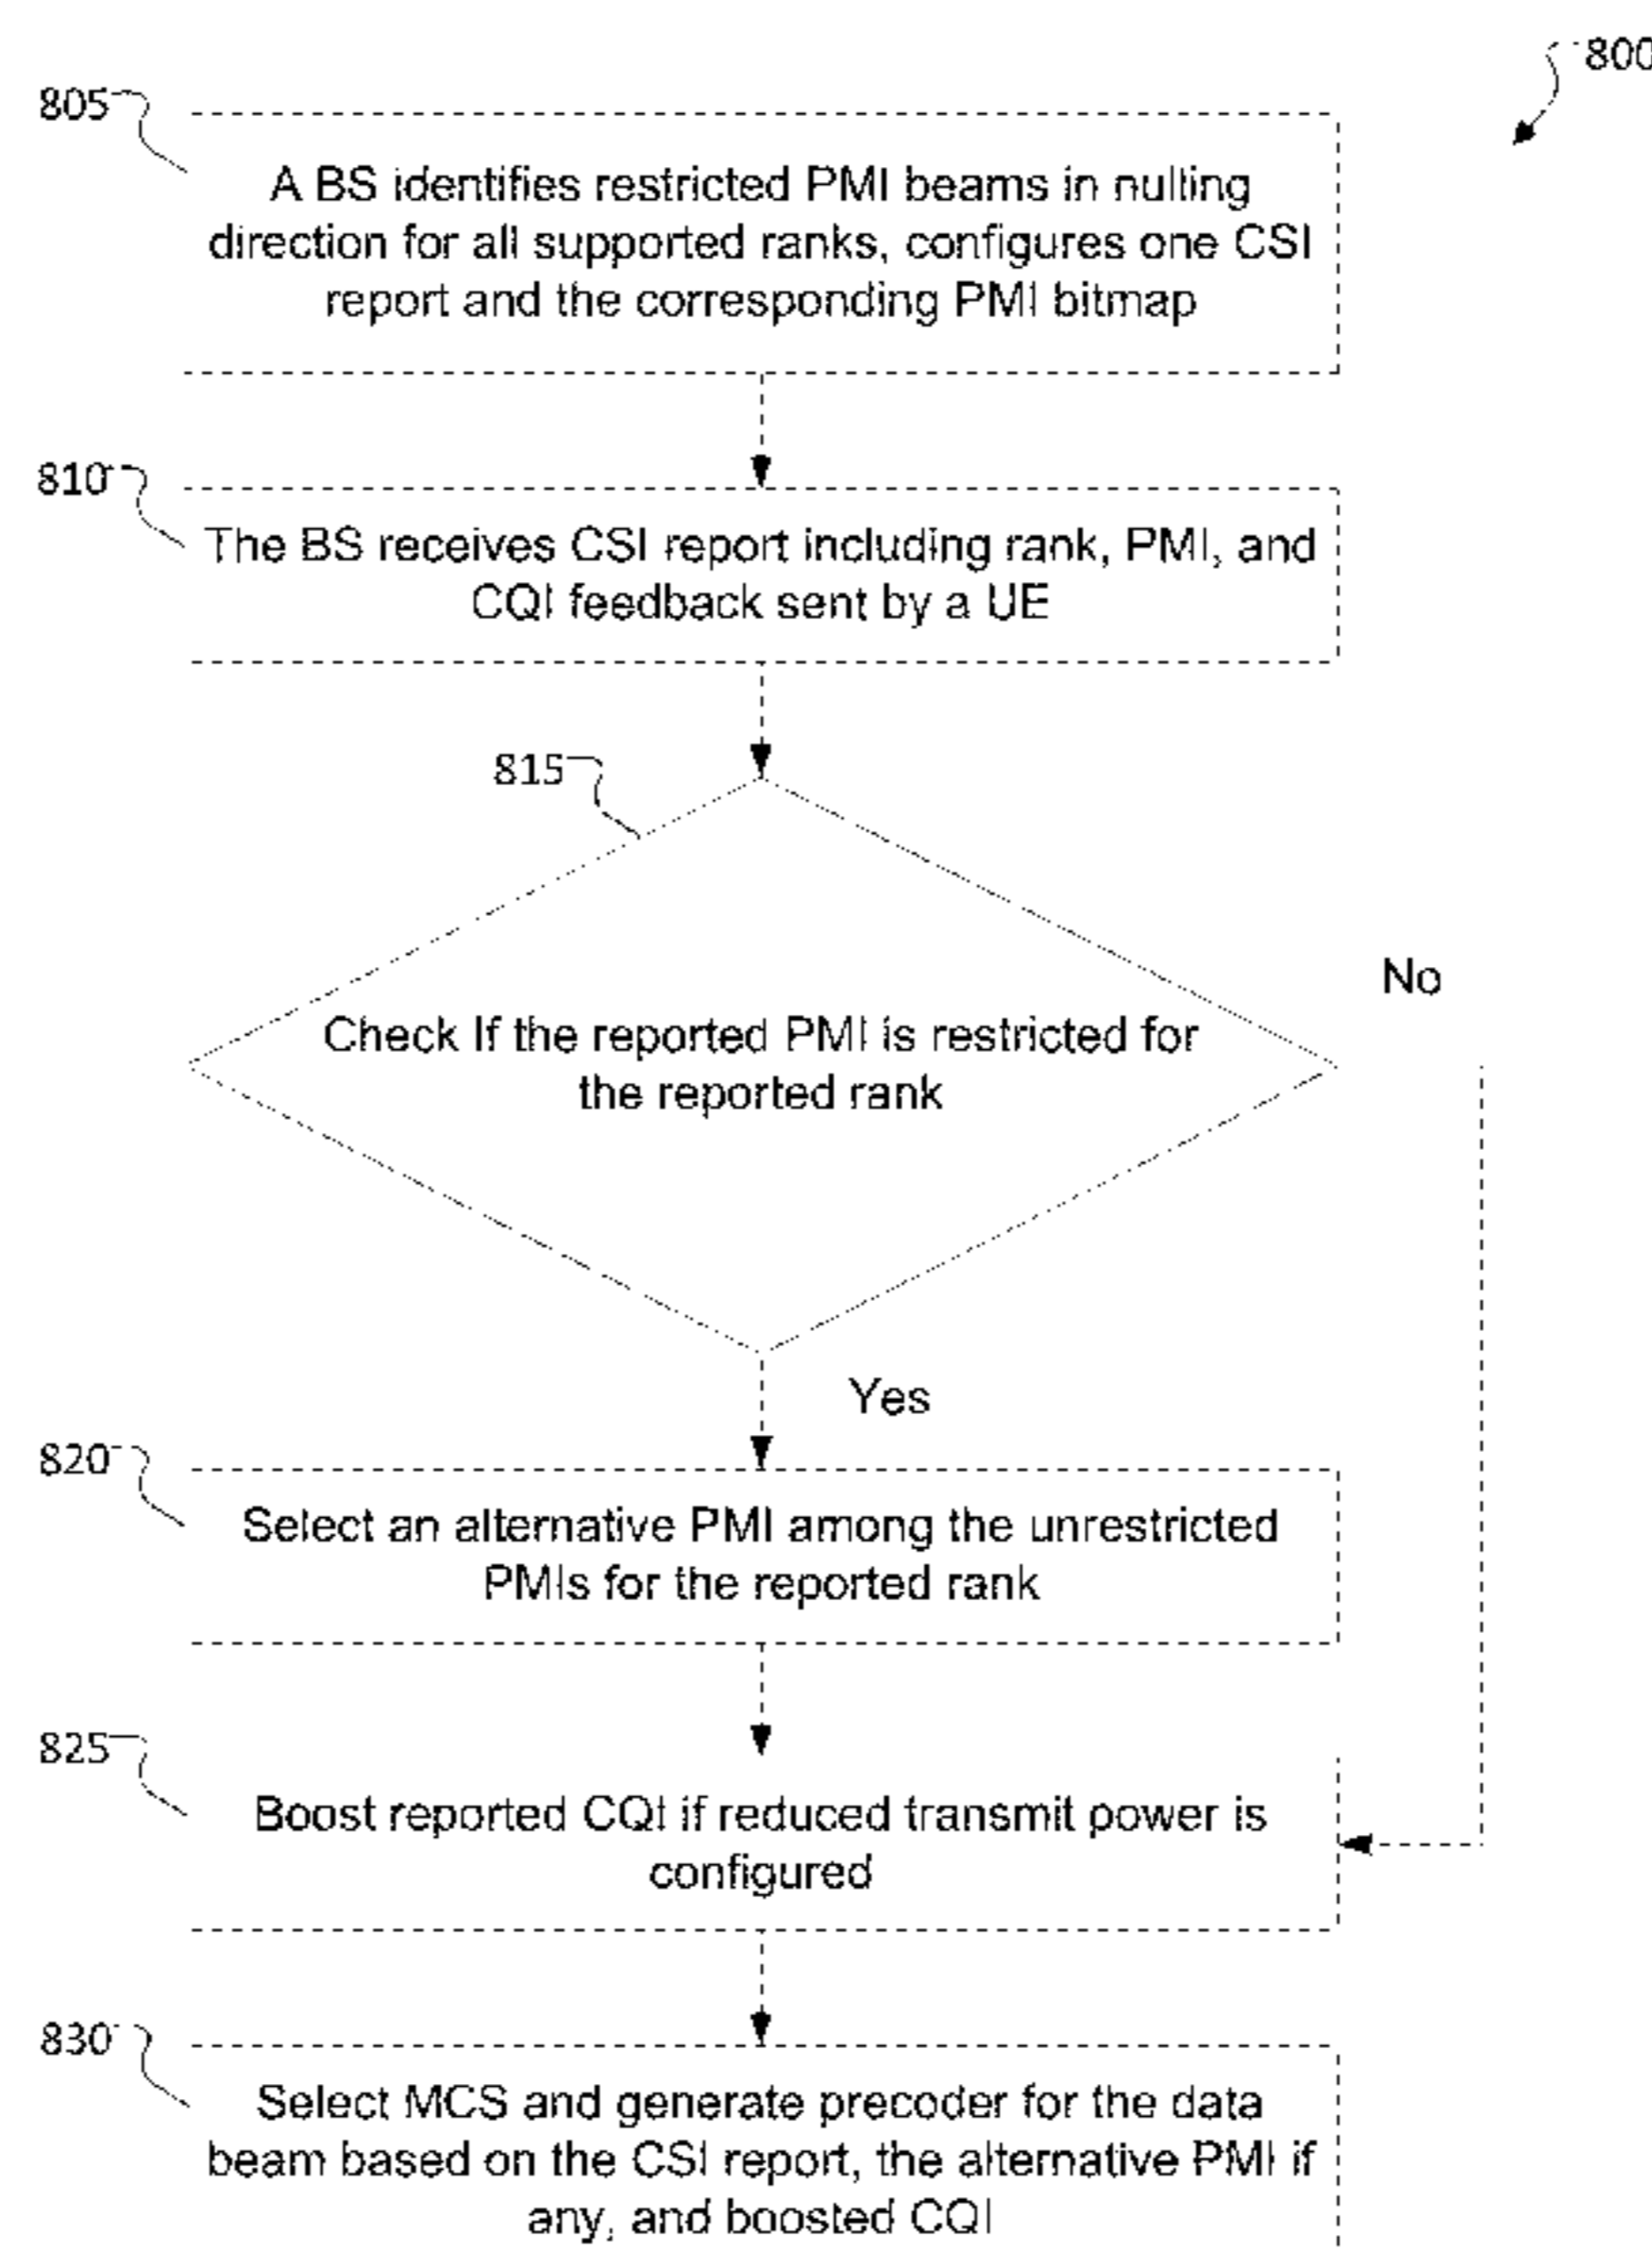 800
805
A BS identifies restricted PMI beams in nulling
direction for all supported ranks, configures one CSI
report and the corresponding PMI bitmap
810
The BS receives CSI report including rank, PMI, and
CQI feedback sent by a UE
815
No
Check If the reported PMI is restricted for
the reported rank
Yes
820
Select an alternative PMI among the unrestricted
PMIs for the reported rank
825
Boost reported CQI if reduced transmit power is
configured
830
Select MCS and generate precoder for the data
beam based on the CSI report, the alternative PMI if
any, and boosted CQI